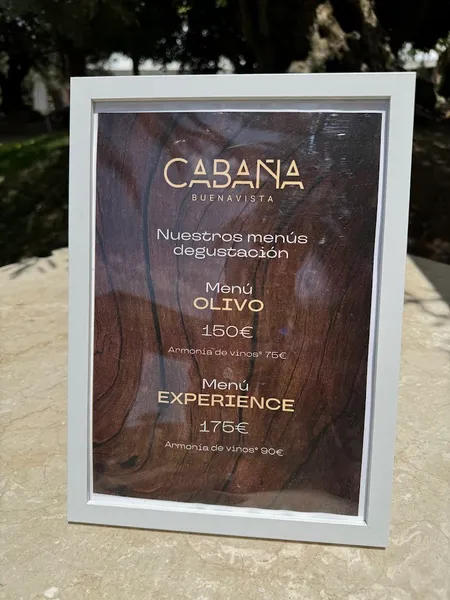 CABAÑA
BUENAVISTA
Nuestros menús
degustación
Menú
OLIVO
150€
Armonía de vinos* 75€
Menú
EXPERIENCE
175€
Armonía de vinos* 90€